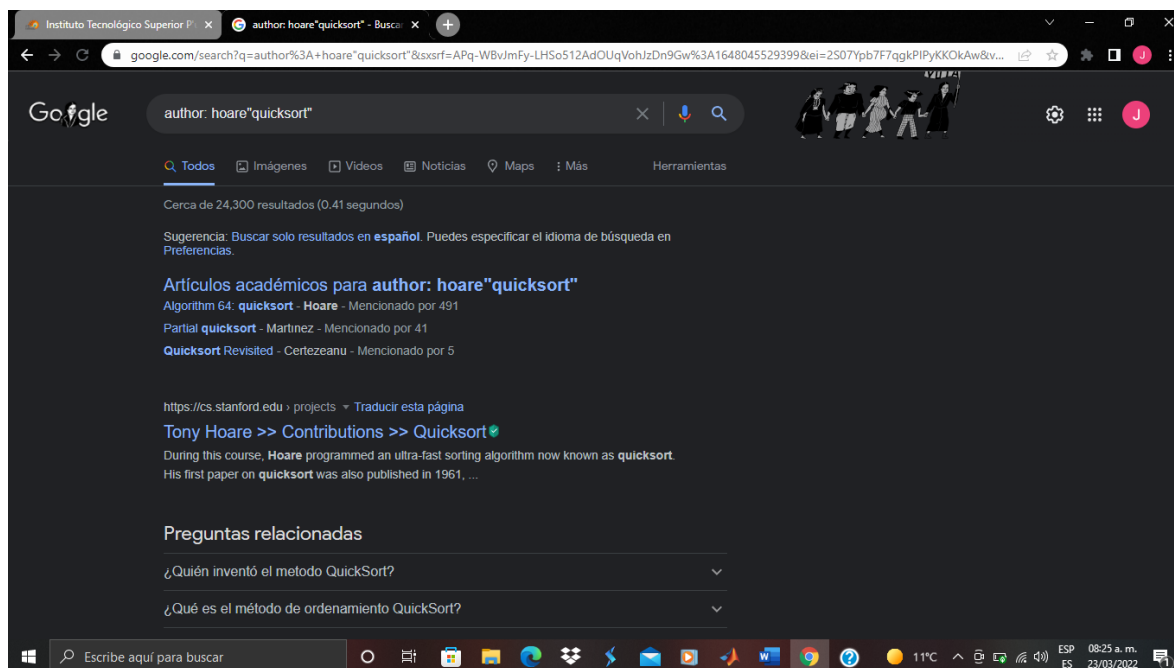 Instituto Tecnológico Superior P
author: hoare"quicksort" - Buscar
google.com/search?q=author%3A+hoare"quicksort"&sxsrf=APq-WBvJmFy-LHSo512AdOUqVohJzDn9Gw%3A1648045529399&ei=2S07Ypb7F7qgkPIPyKKOkAw&v...
J
Google
author: hoare"quicksort"
J
Todos
Imágenes
Videos
Noticias
Maps
Más
Herramientas
Cerca de 24,300 resultados (0.41 segundos)
Sugerencia: Buscar solo resultados en español. Puedes especificar el idioma de búsqueda en
Preferencias.
Artículos académicos para author: hoare"quicksort"
Algorithm 64: quicksort - Hoare - Mencionado por 491
Partial quicksort - Martınez - Mencionado por 41
Quicksort Revisited - Certezeanu - Mencionado por 5
https://cs.stanford.edu › projects
Traducir esta página
Tony Hoare >> Contributions >> Quicksort
During this course, Hoare programmed an ultra-fast sorting algorithm now known as quicksort.
His first paper on quicksort was also published in 1961, ...
Preguntas relacionadas
¿Quién inventó el metodo QuickSort?
¿Qué es el método de ordenamiento QuickSort?
Escribe aquí para buscar
11°C
ESP
ES
08:25 a. m.
23/03/2022